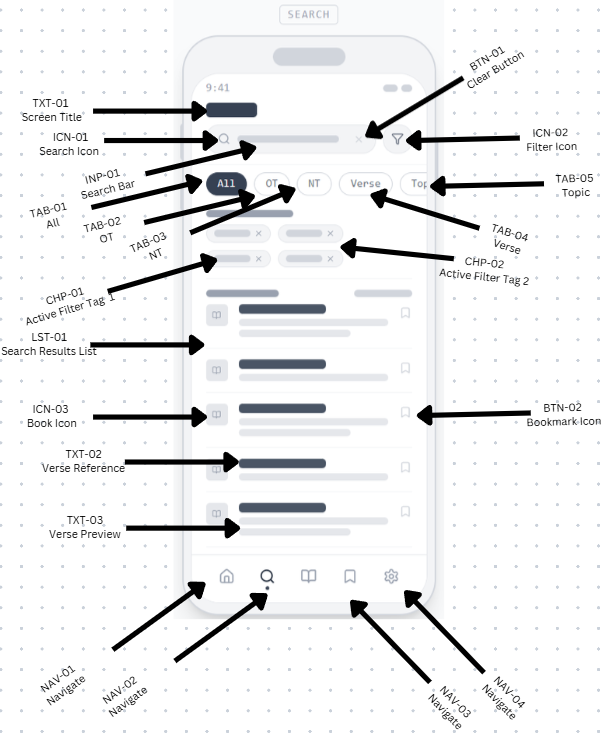 SEARCH
9:41
BTN-01
Clear Button
TXT-01
Screen Title
ICN-01
Search Icon
ICN-02
Filter Icon
INP-01
Search Bar
TAB-05
Topic
All
OT
NT
Verse
Top
TAB-01
All
TAB-02
OT
TAB-03
NT
TAB-04
Verse
CHP-02
Active Filter Tag 2
CHP-01
Active Filter Tag 1
LST-01
Search Results List
ICN-03
Book Icon
BTN-02
Bookmark Icon
TXT-02
Verse Reference
TXT-03
Verse Preview
NAV-01
Navigate
NAV-02
Navigate
NAV-03
Navigate
NAV-04
Navigate